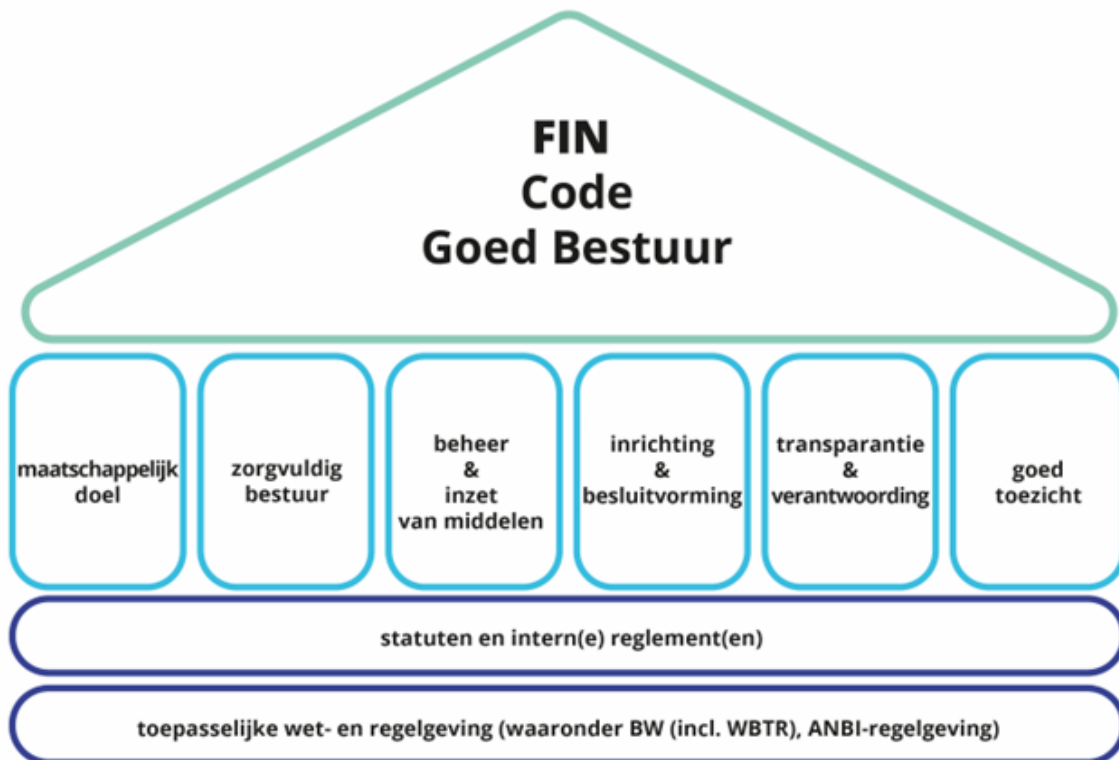 FIN
Code
Goed Bestuur
maatschappelijk
doel
zorgvuldig
bestuur
beheer
&
inzet
van middelen
inrichting
&
besluitvorming
transparantie
&
verantwoording
goed
toezicht
statuten en intern(e) reglement(en)
toepasselijke wet- en regelgeving (waaronder BW (incl. WBTR), ANBI-regelgeving)